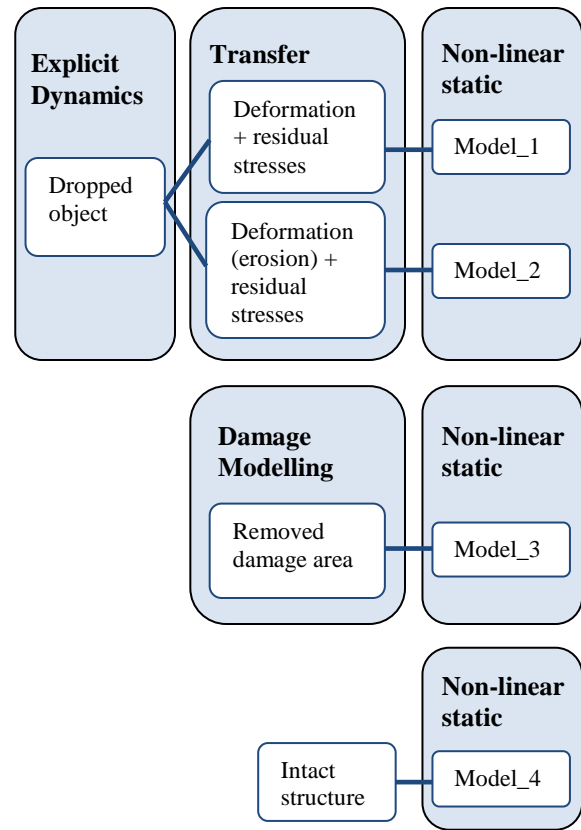 Explicit
Dynamics
Dropped
object
Transfer
Deformation
+ residual
stresses
Deformation
(erosion) +
residual
stresses
Non-linear
static
Model_1
Model_2
Damage
Modelling
Removed
damage area
Non-linear
static
Model_3
Intact
structure
Non-linear
static
Model_4